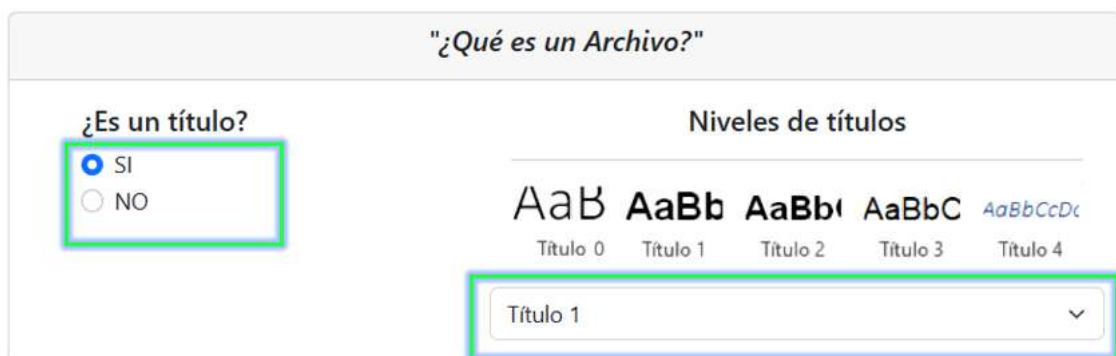 "¿Qué es un Archivo?"
¿Es un título?
SI
NO
Niveles de títulos
AaB AaBb AaBb( AaBbC AaBbCcDc
Título 0 Título 1 Título 2 Título 3 Título 4
Título 1